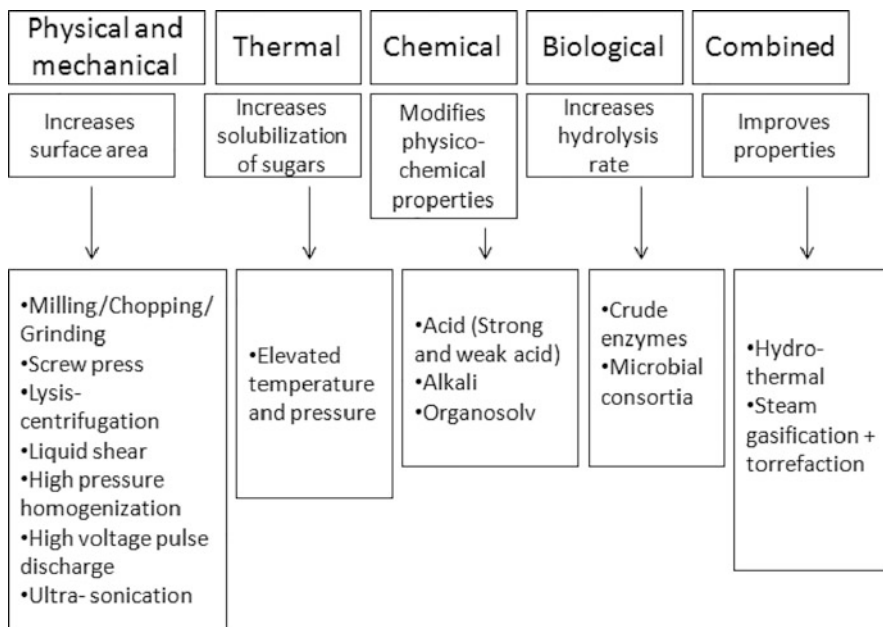 Physical and
mechanical
Thermal
Chemical
Biological
Combined
Increases
surface area
Increases
solubilization
of sugars
Modifies
physico-
chemical
properties
Increases
hydrolysis
rate
Improves
properties
•Milling/Chopping/
Grinding
•Screw press
•Lysis-
centrifugation
•Liquid shear
•High pressure
homogenization
•High voltage pulse
discharge
•Ultra- sonication
•Elevated
temperature
and pressure
•Acid (Strong
and weak acid)
•Alkali
•Organosolv
•Crude
enzymes
•Microbial
consortia
•Hydro-
thermal
•Steam
gasification +
torrefaction